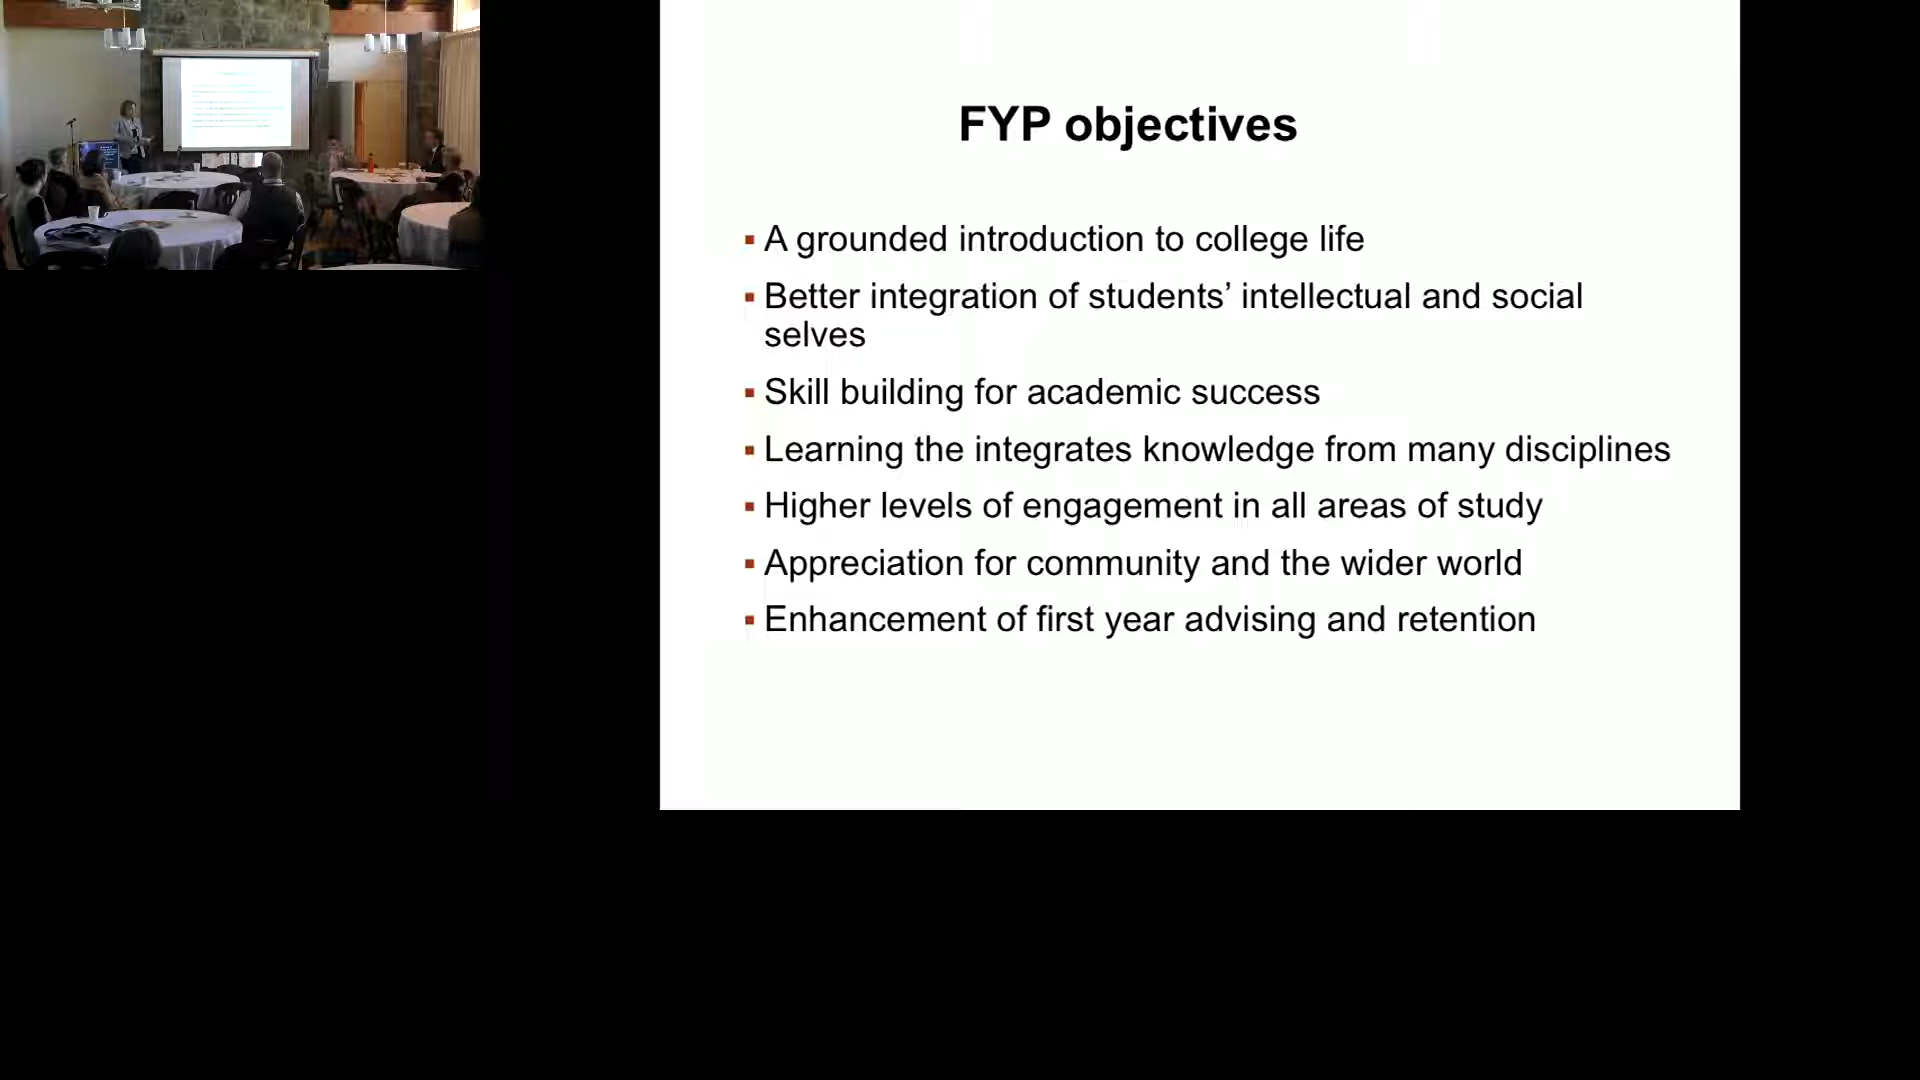 FYP objectives
▪ A grounded introduction to college life
▪ Better integration of students’ intellectual and social
selves
▪ Skill building for academic success
▪ Learning the integrates knowledge from many disciplines
▪ Higher levels of engagement in all areas of study
▪ Appreciation for community and the wider world
▪ Enhancement of first year advising and retention